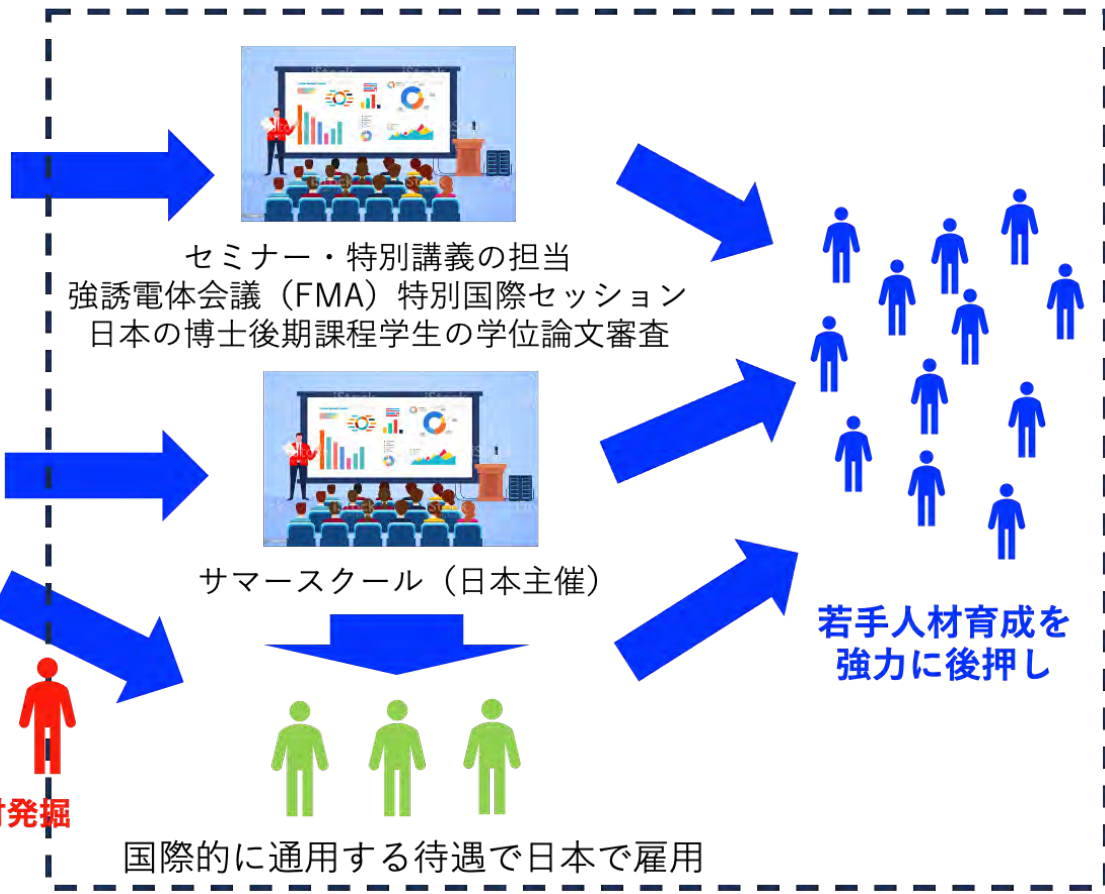 セミナー・特別講義の担当
強誘電体会議（FMA）特別国際セッション
日本の博士後期課程学生の学位論文審査
サマースクール（日本主催）
若手人材育成を
強力に後押し
発掘
国際的に通用する待遇で日本で雇用